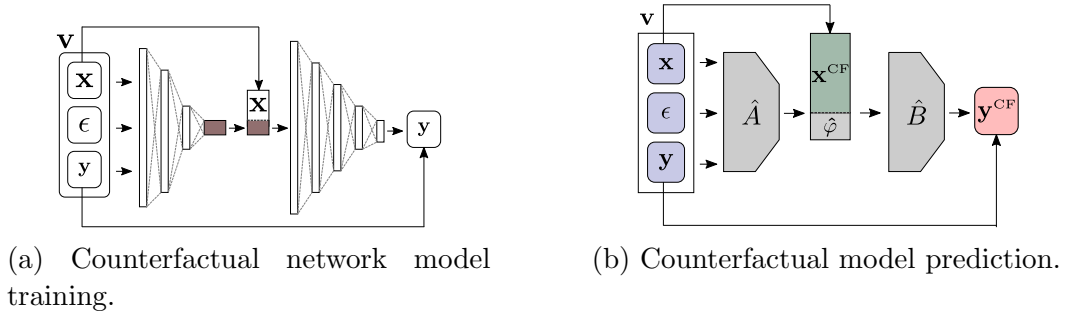 v
x
ϵ
y
x
y
(a) Counterfactual network model
training.
v
x
ϵ
y
Â
x^CF
φ̂
B̂
y^CF
(b) Counterfactual model prediction.